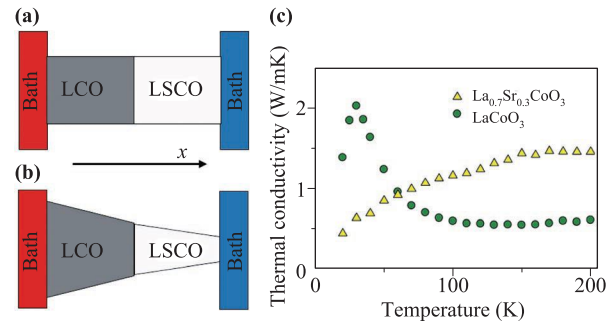 (a)
Bath
LCO
LSCO
Bath
x
(b)
Bath
LCO
LSCO
Bath
(c)
Thermal conductivity (W/mK)
2
1
0
La0.7Sr0.3CoO3
LaCoO3
0
100
200
Temperature (K)